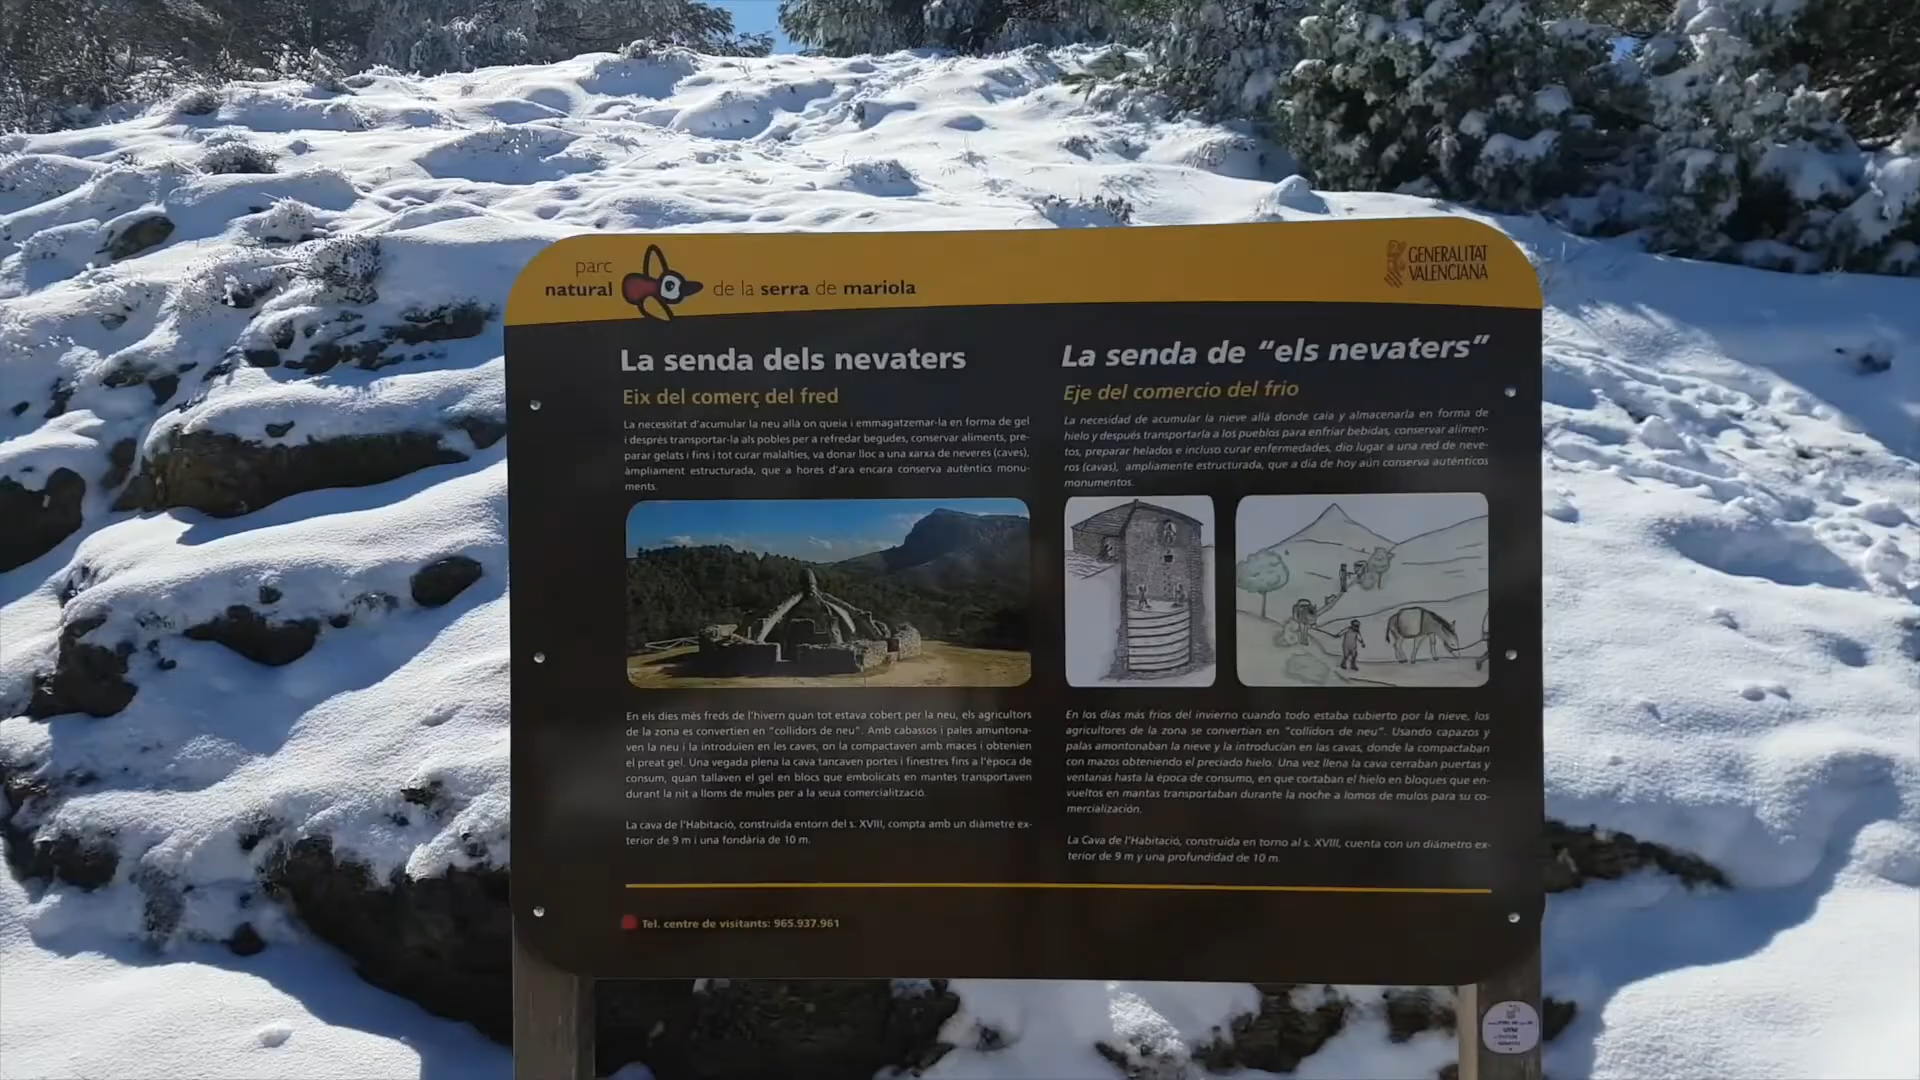 parc
natural de la serra de mariola
GENERALITAT
VALENCIANA
La senda dels nevaters
Eix del comerç del fred
La necessitat d'acumular la neu allà on queia i emmagatzemar-la en forma de gel
i després transportar-la als pobles per a refredar begudes, conservar aliments, pre-
parar gelats i fins i tot curar malalties, va donar lloc a una xarxa de neveres (caves),
àmpliament estructurada, que a hores d'ara encara conserva autèntics monu-
ments.
En els dies més freds de l'hivern quan tot estava cobert per la neu, els agricultors
de la zona es convertien en "collidors de neu". Amb cabassos i pales amuntona-
ven la neu i la introduïen en les caves, on la compactaven amb maces i obtenien
el preat gel. Una vegada plena la cava tancaven portes i finestres fins a l'època de
consum, quan tallaven el gel en blocs que embolicats en mantes transportaven
durant la nit a lloms de mules per a la seua comercialització.
La cava de l'Habitació, construïda entorn del s. XVIII, compta amb un diàmetre ex-
terior de 9 m i una fondària de 10 m.
La senda de "els nevaters"
Eje del comercio del frio
La necesidad de acumular la nieve allá donde caía y almacenarla en forma de
hielo y después transportarla a los pueblos para enfriar bebidas, conservar alimen-
tos, preparar helados e incluso curar enfermedades, dio lugar a una red de neve-
ros (cavas), ampliamente estructurada, que a día de hoy aún conserva auténticos
monumentos.
En los días más fríos del invierno cuando todo estaba cubierto por la nieve, los
agricultores de la zona se convertían en "collidors de neu". Usando capazos y
palas amontonaban la nieve y la introducían en las cavas, donde la compactaban
con mazos obteniendo el preciado hielo. Una vez llena la cava cerraban puertas y
ventanas hasta la época de consumo, en que cortaban el hielo en bloques que en-
vueltos en mantas transportaban durante la noche a lomos de mulos para su co-
mercialización.
La Cava de l'Habitació, construida en torno al s. XVIII, cuenta con un diámetro ex-
terior de 9 m y una profundidad de 10 m.
Tel. centre de visitants: 965.937.961